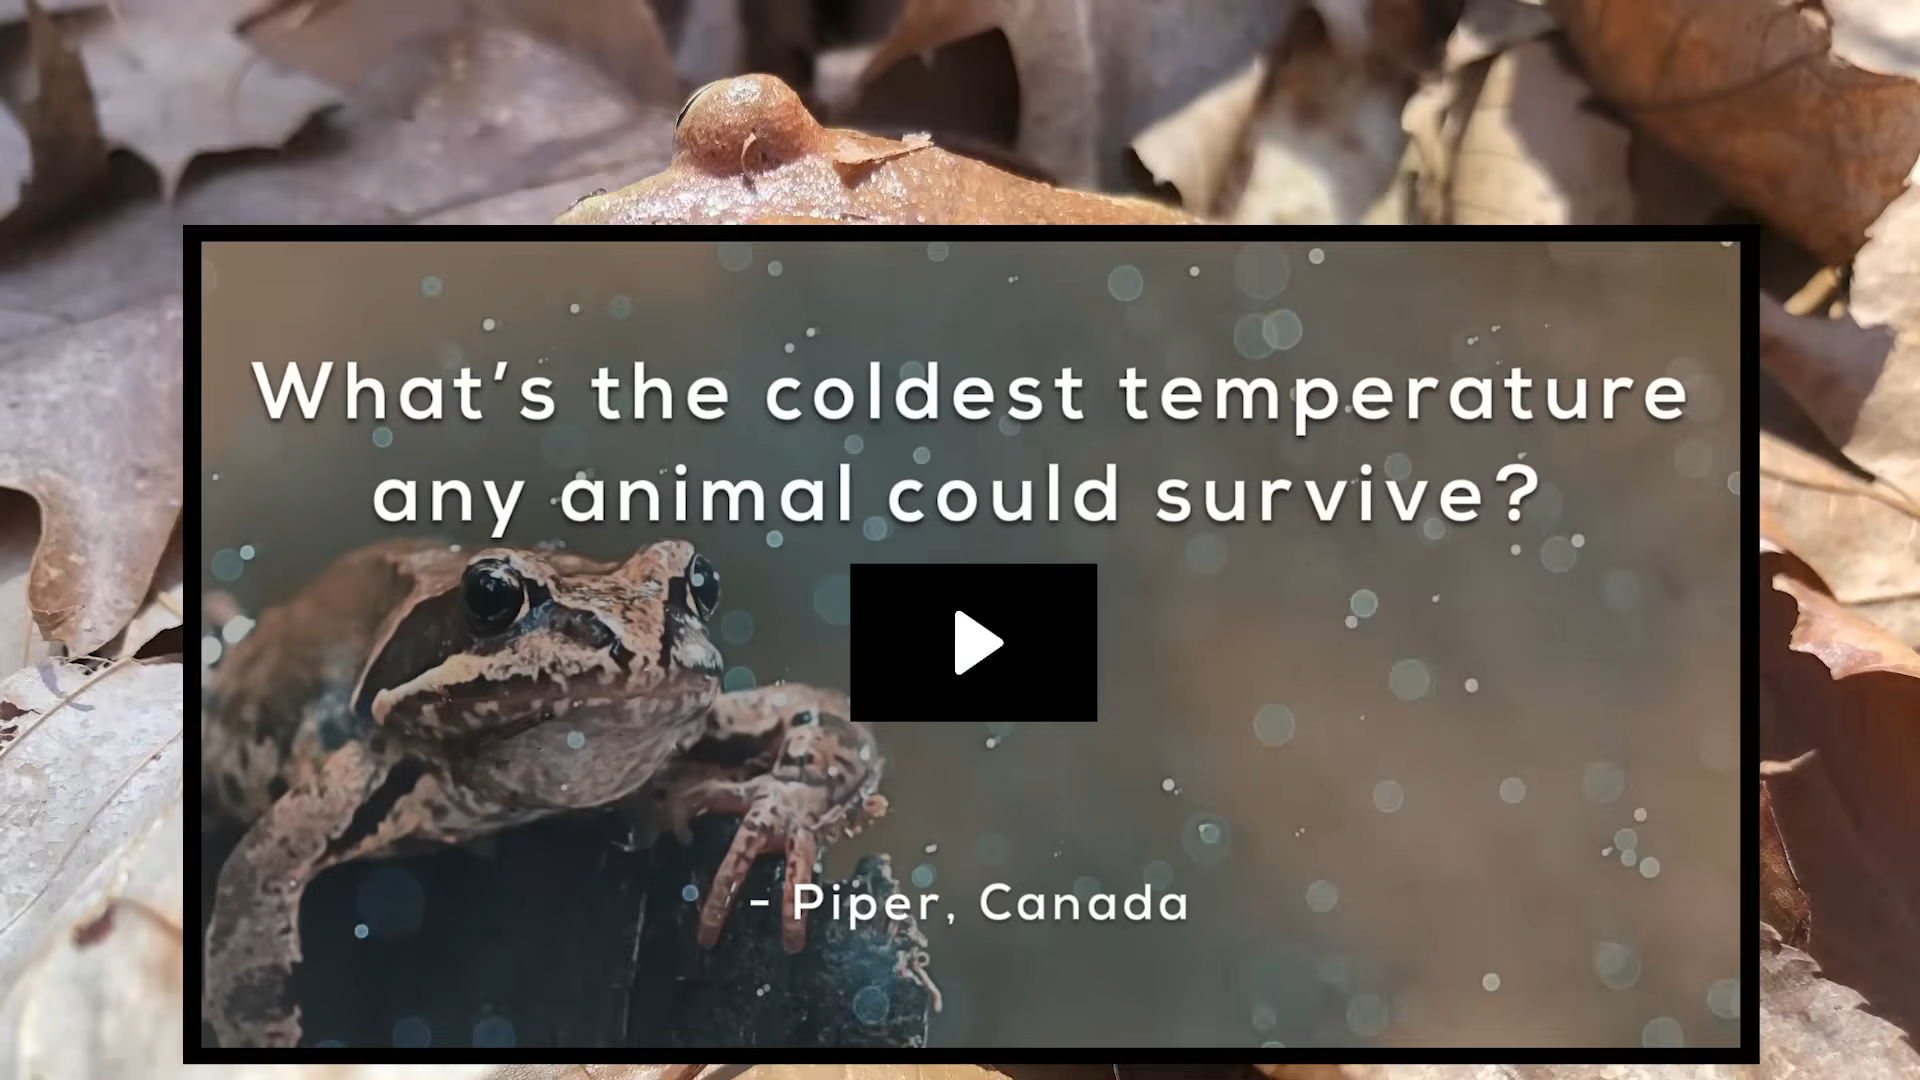 What’s the coldest temperature
any animal could survive?
- Piper, Canada